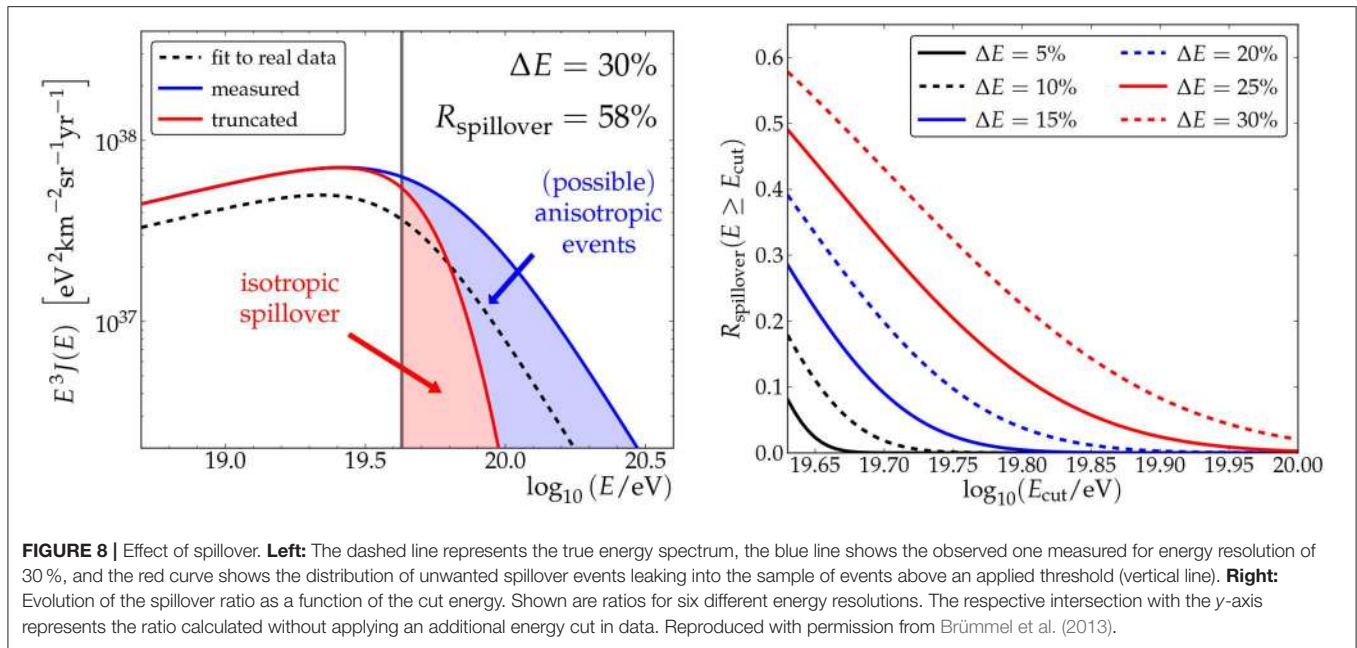 fit to real data
measured
truncated
ΔE = 30%
R_spillover = 58%
(possible)
anisotropic
events
isotropic
spillover
10^38
10^37
E^3 J(E) [eV^2km^−2sr^−1yr^−1]
19.0 19.5 20.0 20.5
log_10(E/eV)
ΔE = 5%
ΔE = 10%
ΔE = 15%
ΔE = 20%
ΔE = 25%
ΔE = 30%
0.6
0.5
0.4
0.3
0.2
0.1
0.0
R_spillover(E ≥ E_cut)
19.65 19.70 19.75 19.80 19.85 19.90 19.95 20.00
log_10(E_cut/eV)
FIGURE 8 | Effect of spillover. Left: The dashed line represents the true energy spectrum, the blue line shows the observed one measured for energy resolution of
30 %, and the red curve shows the distribution of unwanted spillover events leaking into the sample of events above an applied threshold (vertical line). Right:
Evolution of the spillover ratio as a function of the cut energy. Shown are ratios for six different energy resolutions. The respective intersection with the y-axis
represents the ratio calculated without applying an additional energy cut in data. Reproduced with permission from Brümmel et al. (2013).